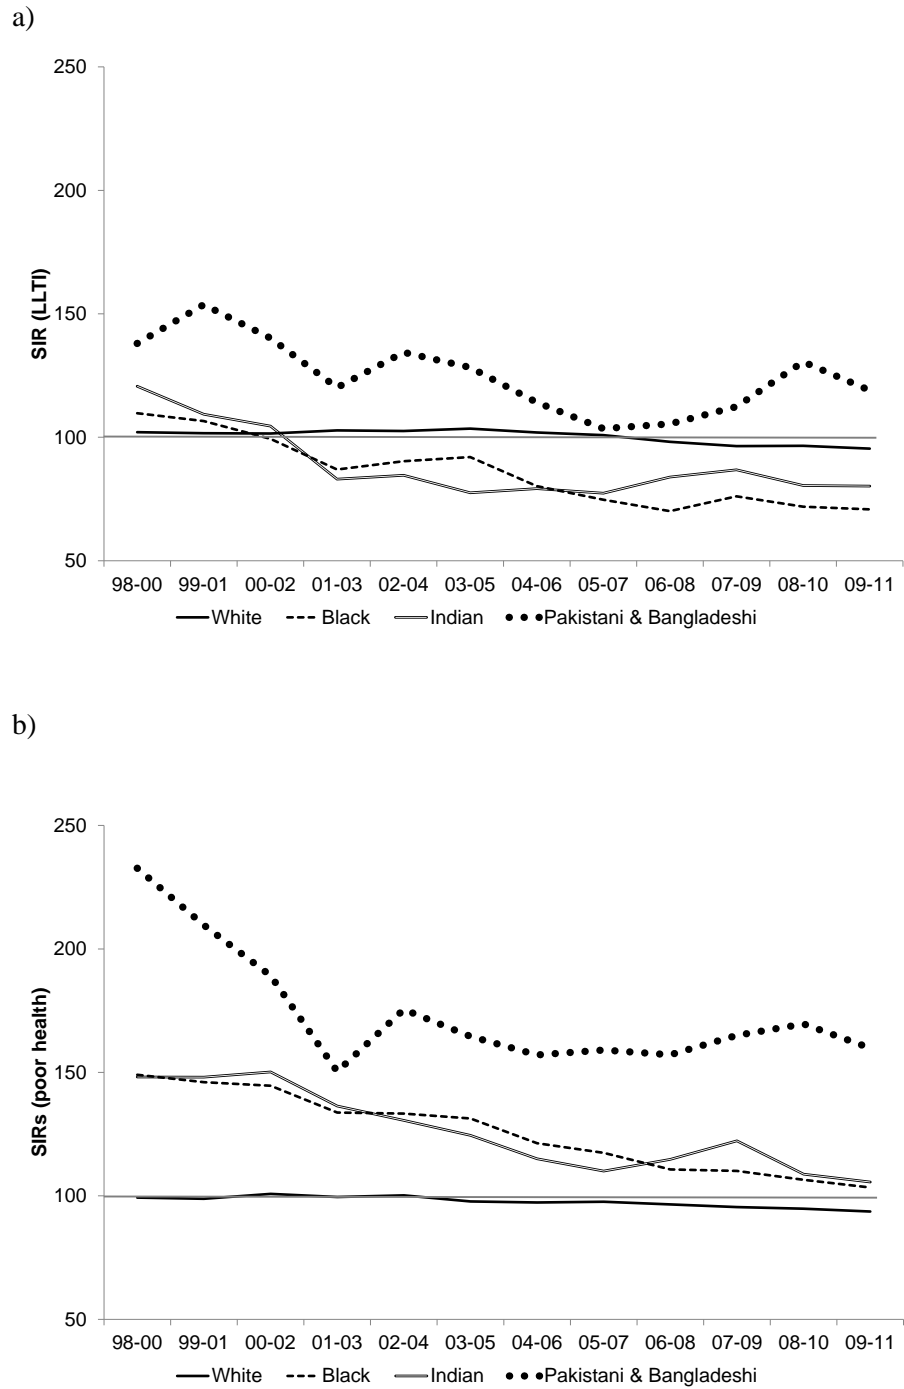 a)
250
200
150
100
50
SIR (LLTI)
98-00 99-01 00-02 01-03 02-04 03-05 04-06 05-07 06-08 07-09 08-10 09-11
White Black Indian Pakistani & Bangladeshi
b)
250
200
150
100
50
SIRs (poor health)
98-00 99-01 00-02 01-03 02-04 03-05 04-06 05-07 06-08 07-09 08-10 09-11
White Black Indian Pakistani & Bangladeshi